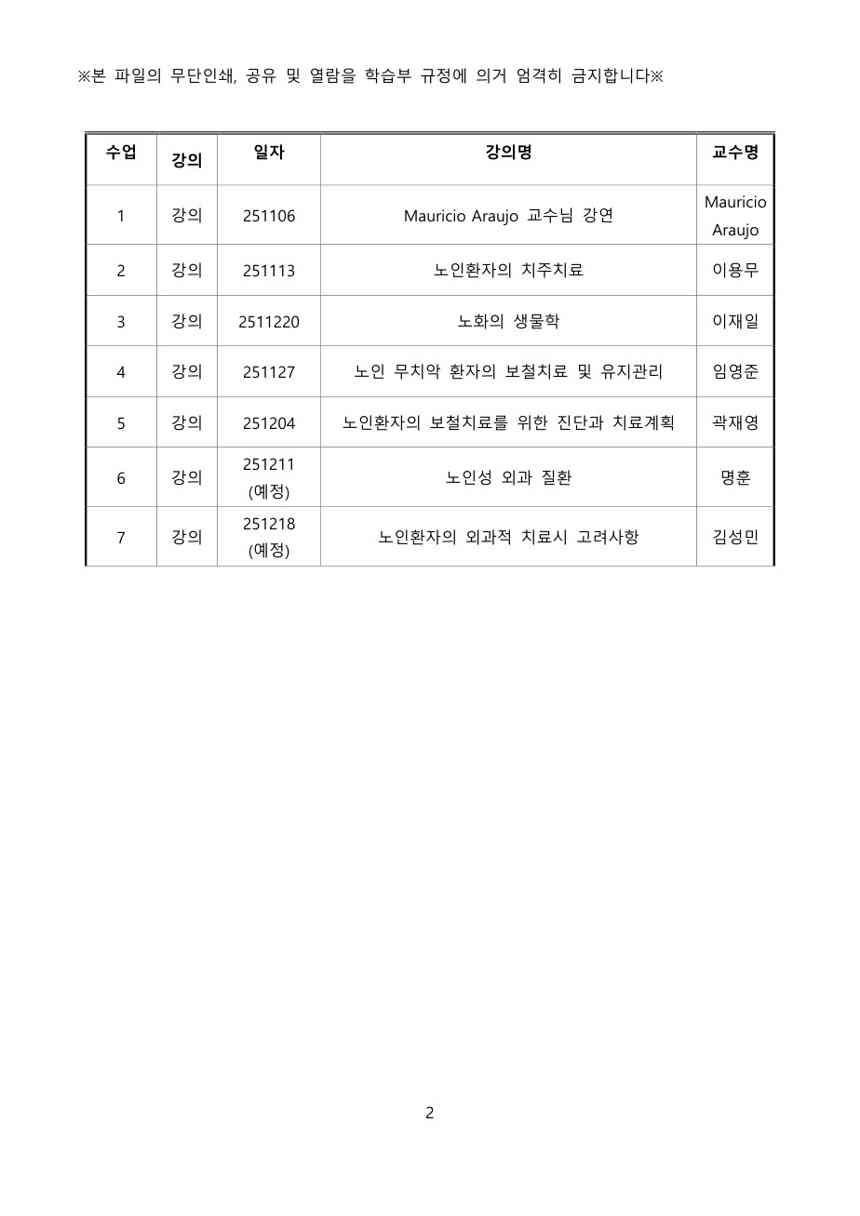 ※본 파일의 무단인쇄, 공유 및 열람을 학습부 규정에 의거 엄격히 금지합니다※
수업 강의 일자 강의명 교수명
1 강의 251106 Mauricio Araujo 교수님 강연 Mauricio
Araujo
2 강의 251113 노인환자의 치주치료 이용무
3 강의 2511220 노화의 생물학 이재일
4 강의 251127 노인 무치악 환자의 보철치료 및 유지관리 임영준
5 강의 251204 노인환자의 보철치료를 위한 진단과 치료계획 곽재영
6 강의 251211
(예정) 노인성 외과 질환 명훈
7 강의 251218
(예정) 노인환자의 외과적 치료시 고려사항 김성민
2